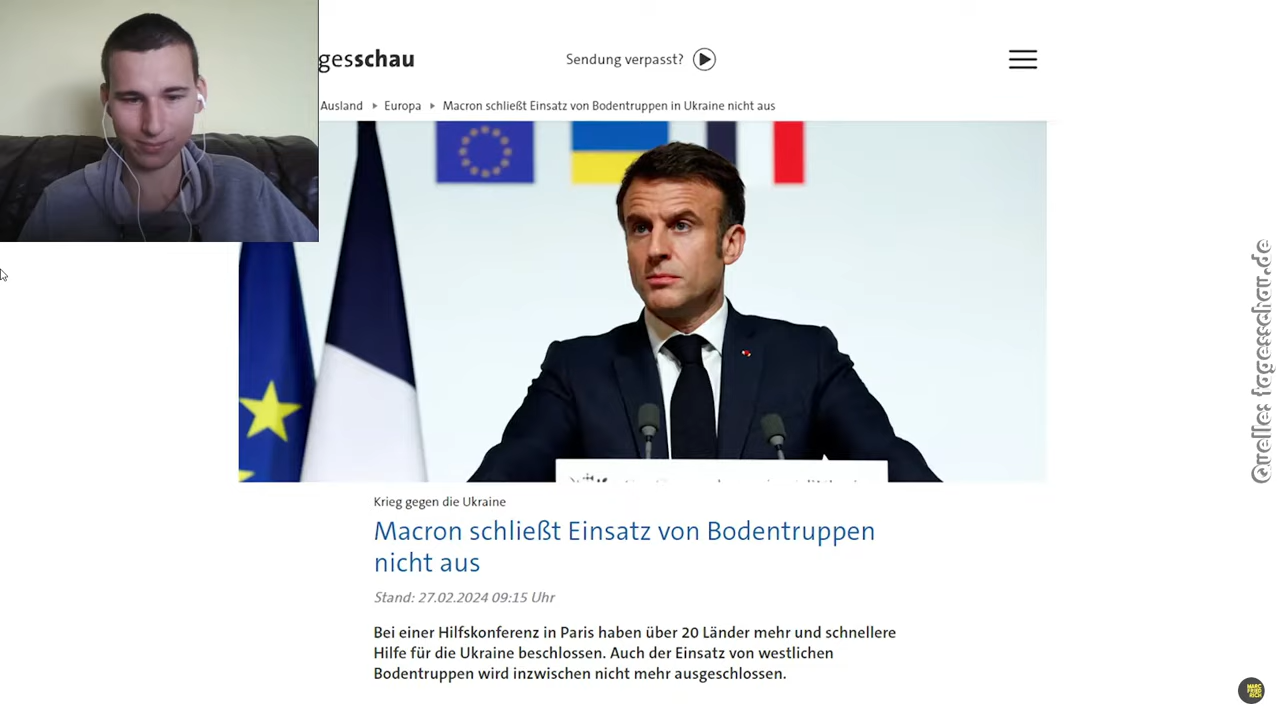 gesschau
Sendung verpasst?
Ausland
Europa
Macron schließt Einsatz von Bodentruppen in Ukraine nicht aus
Krieg gegen die Ukraine
Macron schließt Einsatz von Bodentruppen
nicht aus
Stand: 27.02.2024 09:15 Uhr
Bei einer Hilfskonferenz in Paris haben über 20 Länder mehr und schnellere
Hilfe für die Ukraine beschlossen. Auch der Einsatz von westlichen
Bodentruppen wird inzwischen nicht mehr ausgeschlossen.
Quelle: tagesschau.de
MARC
FRIED
RICH